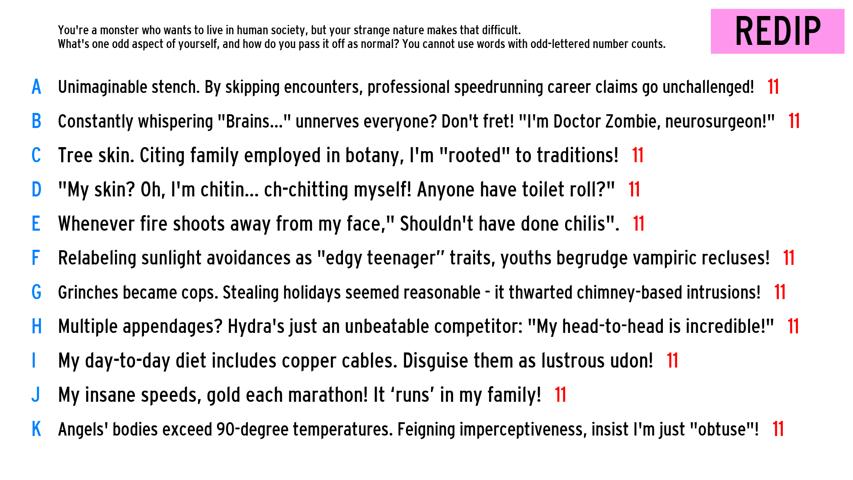 You're a monster who wants to live in human society, but your strange nature makes that difficult.
What's one odd aspect of yourself, and how do you pass it off as normal? You cannot use words with odd-lettered number counts.
REDIP
A Unimaginable stench. By skipping encounters, professional speedrunning career claims go unchallenged! 11
B Constantly whispering "Brains..." unnerves everyone? Don't fret! "I'm Doctor Zombie, neurosurgeon!" 11
C Tree skin. Citing family employed in botany, I'm "rooted" to traditions! 11
D "My skin? Oh, I'm chitin... ch-chitting myself! Anyone have toilet roll?" 11
E Whenever fire shoots away from my face," Shouldn't have done chilis". 11
F Relabeling sunlight avoidances as "edgy teenager” traits, youths begrudge vampiric recluses! 11
G Grinches became cops. Stealing holidays seemed reasonable - it thwarted chimney-based intrusions! 11
H Multiple appendages? Hydra's just an unbeatable competitor: "My head-to-head is incredible!" 11
I My day-to-day diet includes copper cables. Disguise them as lustrous udon! 11
J My insane speeds, gold each marathon! It ‘runs’ in my family! 11
K Angels' bodies exceed 90-degree temperatures. Feigning imperceptiveness, insist I'm just "obtuse"! 11